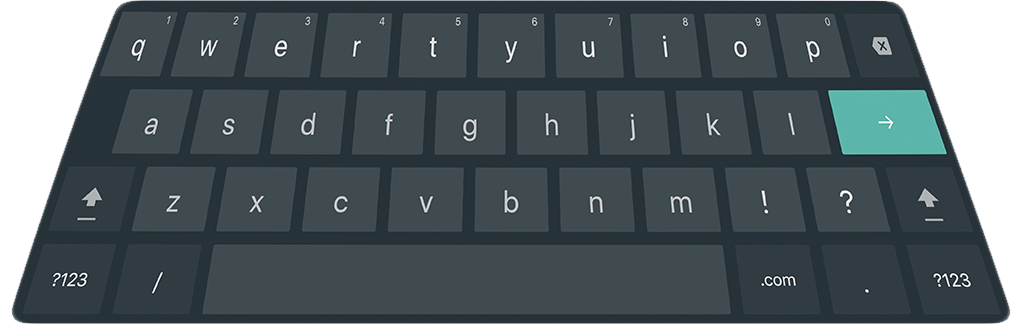 q 1 w 2 e 3 r 4 t 5 y 6 u 7 i 8 o 9 p 0
a s d f g h j k l
z x c v b n m ! ?
?123 / .com . ?123